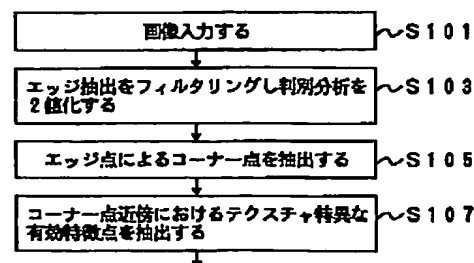 画像入力する
S101
エッジ抽出をフィルタリングし判別分析を
2値化する
S103
エッジ点によるコーナー点を抽出する
S105
コーナー点近傍におけるテクスチャ特異な
有効特徴点を抽出する
S107